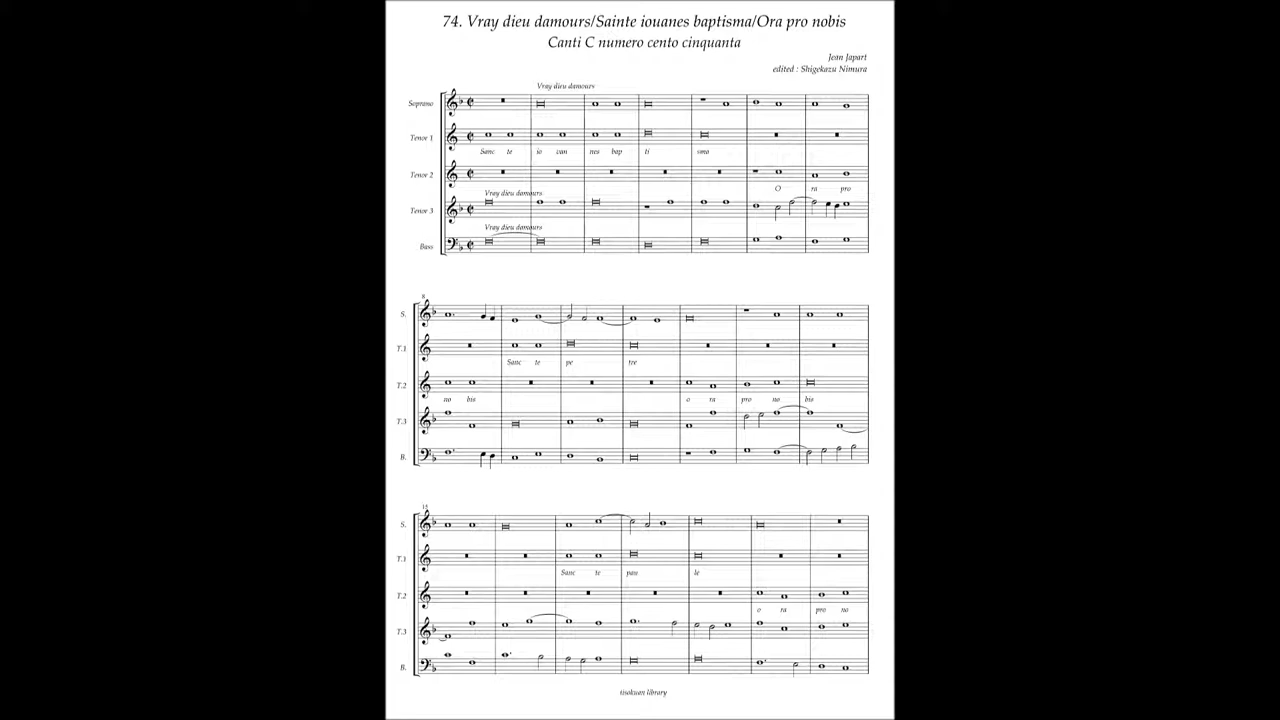 74. Vray dieu damours/Sainte iouanes baptisma/Ora pro nobis
Canti C numero cento cinquanta
Jean Japart
edited : Shigekazu Nimura
Vray dieu damours
Soprano
Tenor 1
Sanc te io van nes bap ti sma
Tenor 2
O ra pro
Vray dieu damours
Tenor 3
Vray dieu damours
Bass
8
S.
T.1
Sanc te pe tre
T.2
no bis o ra pro no bis
T.3
B.
15
S.
T.1
Sanc te pau le
T.2
o ra pro no
T.3
B.
tisokuan library